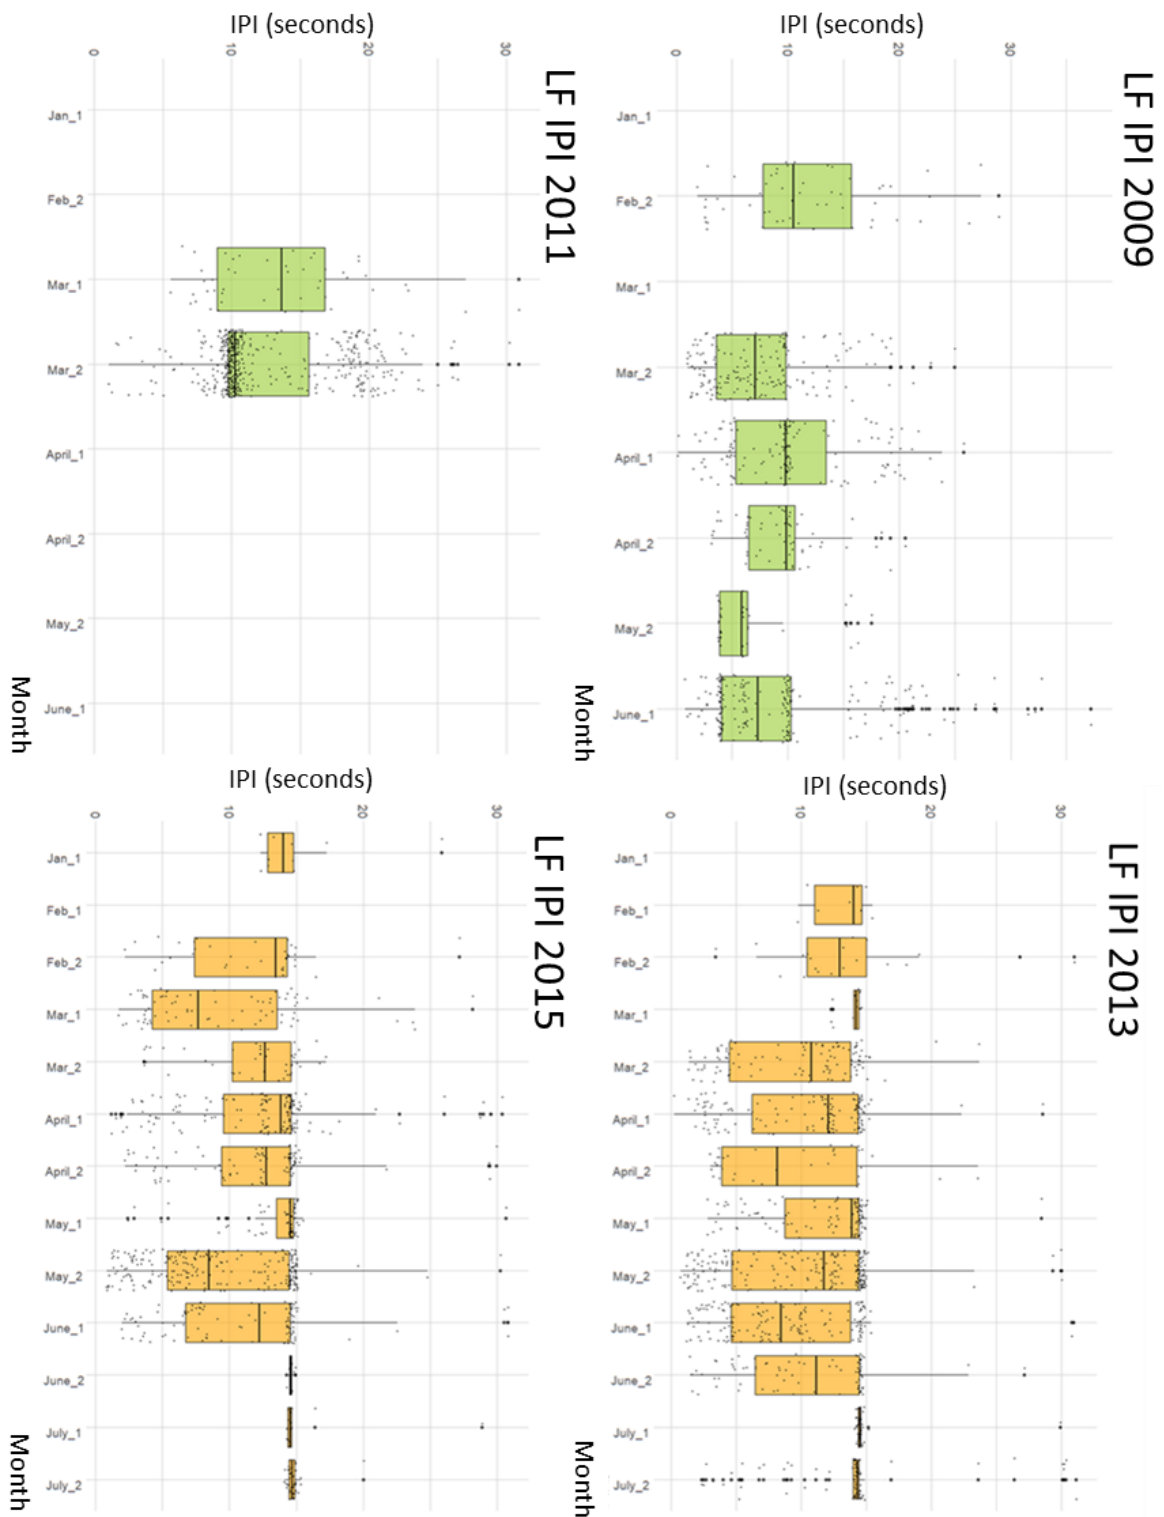 LF IPI 2009
IPI (seconds)
30
20
10
0
Jan_1
Feb_2
Mar_1
Mar_2
April_1
April_2
May_2
June_1
Month
LF IPI 2013
IPI (seconds)
30
20
10
0
Jan_1
Feb_1
Feb_2
Mar_1
Mar_2
April_1
April_2
May_1
May_2
June_1
June_2
July_1
July_2
Month
LF IPI 2011
IPI (seconds)
30
20
10
0
Jan_1
Feb_2
Mar_1
Mar_2
April_1
April_2
May_2
June_1
Month
LF IPI 2015
IPI (seconds)
30
20
10
0
Jan_1
Feb_1
Feb_2
Mar_1
Mar_2
April_1
April_2
May_1
May_2
June_1
June_2
July_1
July_2
Month